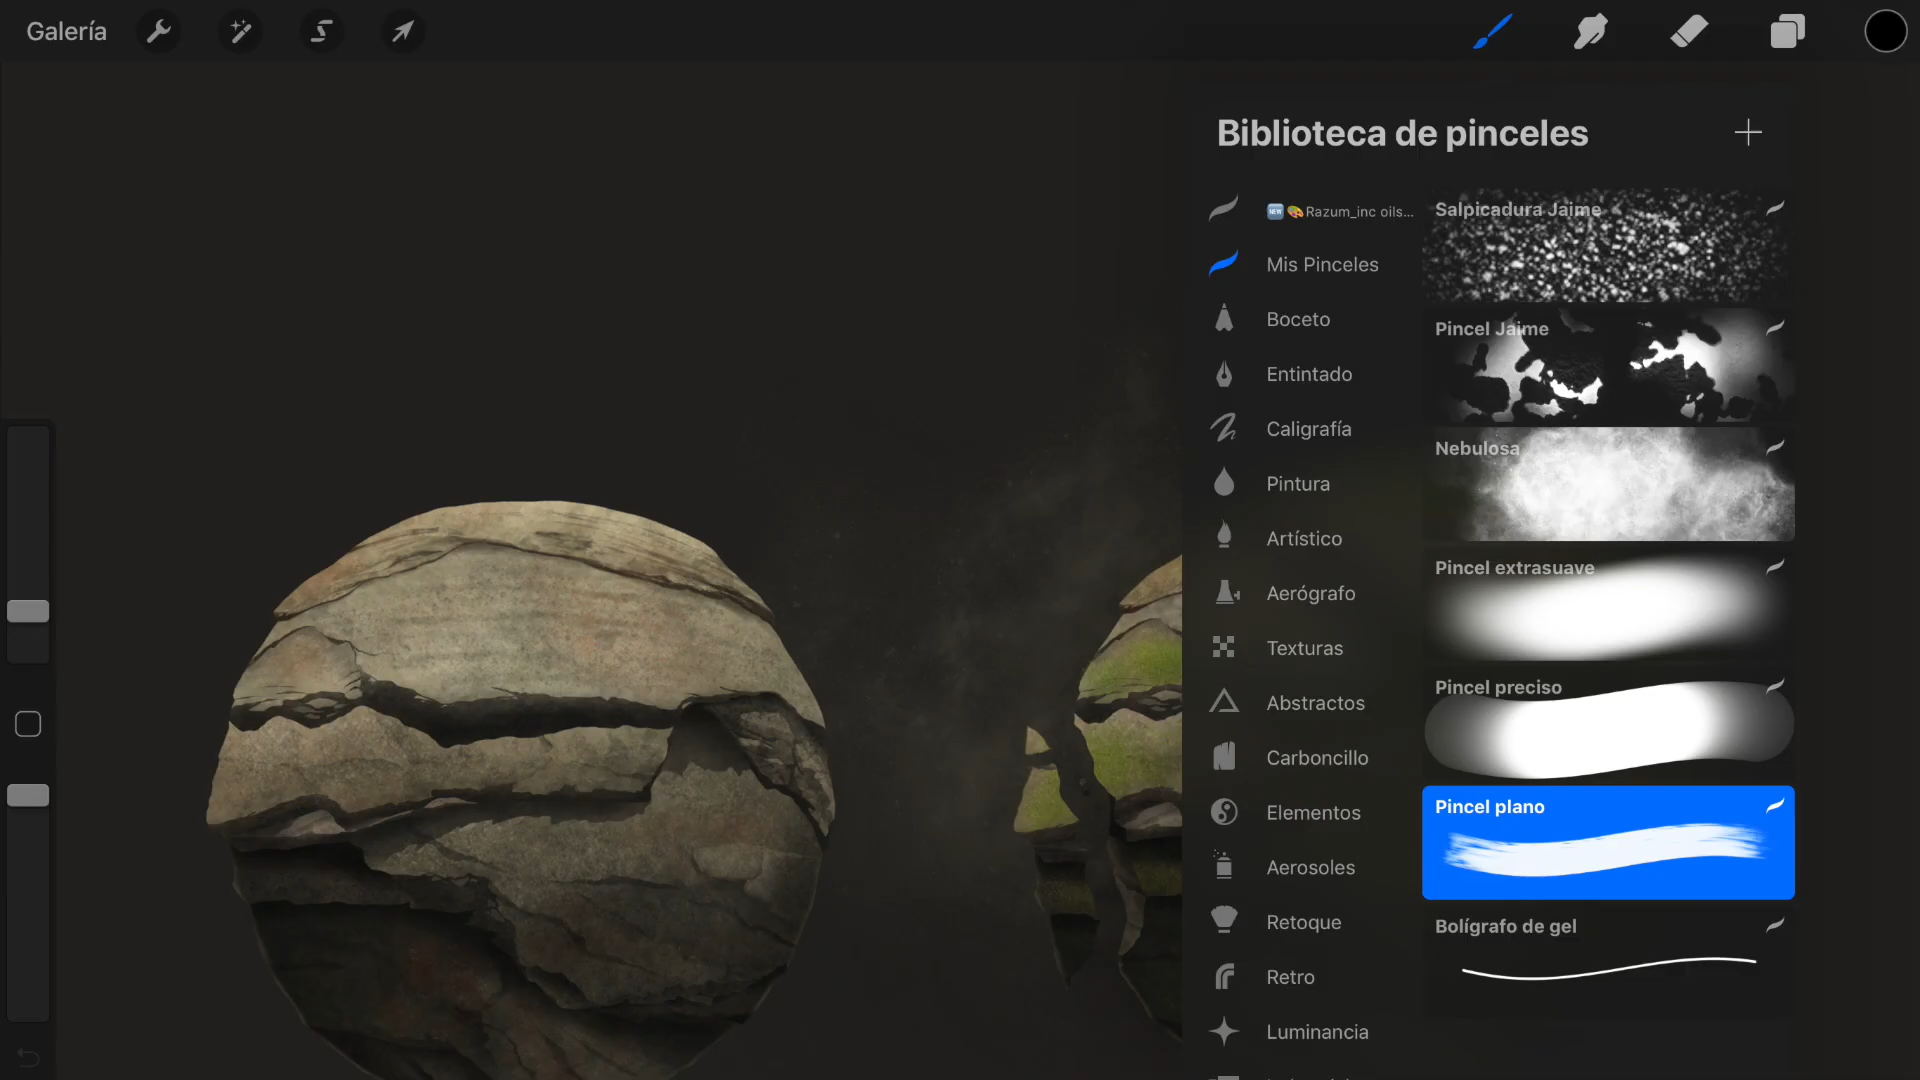 Galería
Biblioteca de pinceles
NEW Razum_inc oils...
Mis Pinceles
Boceto
Entintado
Caligrafía
Pintura
Artístico
Aerógrafo
Texturas
Abstractos
Carboncillo
Elementos
Aerosoles
Retoque
Retro
Luminancia
Salpicadura Jaime
Pincel Jaime
Nebulosa
Pincel extrasuave
Pincel preciso
Pincel plano
Bolígrafo de gel